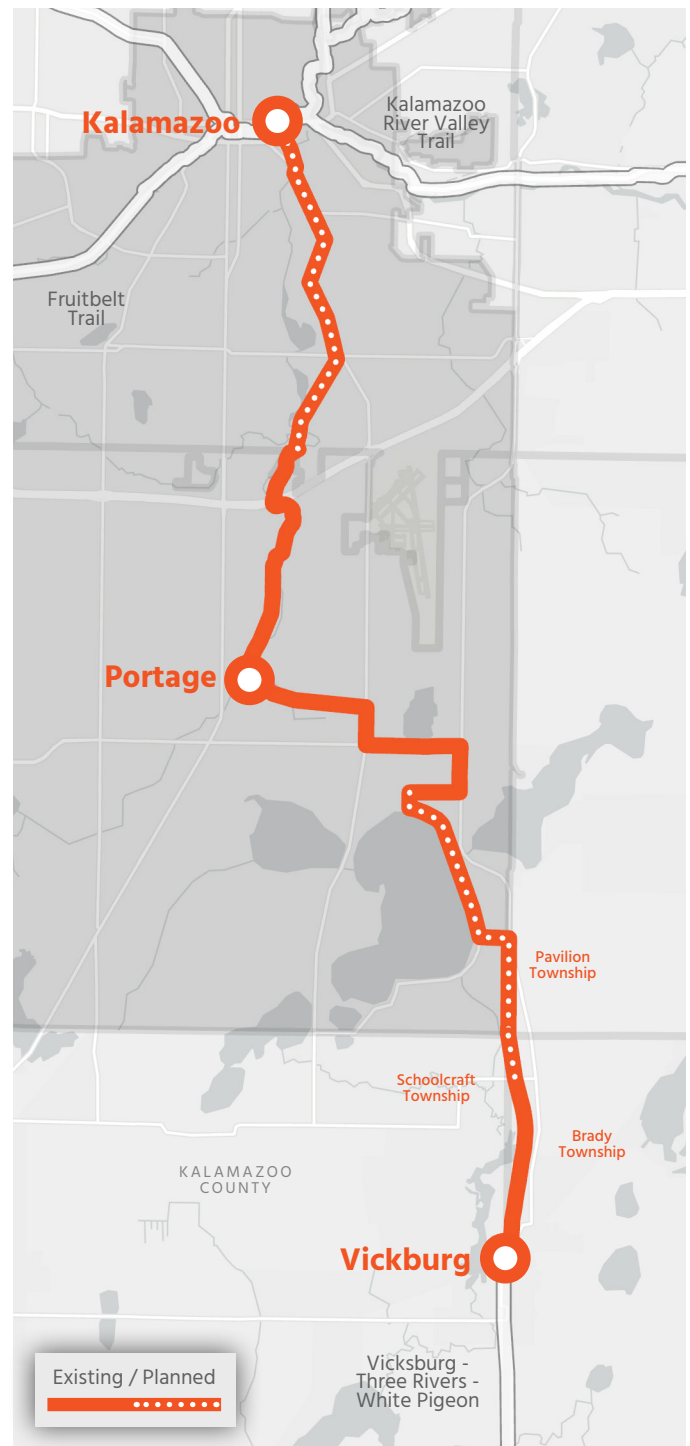 Kalamazoo
Kalamazoo
River Valley
Trail
Fruitbelt
Trail
Portage
Pavilion
Township
Schoolcraft
Township
Brady
Township
KALAMAZOO
COUNTY
Vickburg
Vicksburg -
Three Rivers -
White Pigeon
Existing / Planned